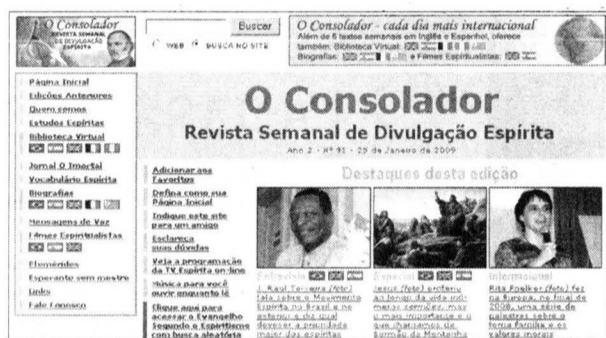 O Consolador
REVISTA SEMANAL
DE DIVULGAÇÃO
ESPÍRITA
Buscar
WEB BUSCA NO SITE
O Consolador - cada dia mais internacional
Além de 6 textos semanais em Inglês e Espanhol, oferece
também: Biblioteca Virtual:
Biografias: e Filmes Espiritualistas:
Página Inicial
Edições Anteriores
Quem somos
Estudos Espíritas
Biblioteca Virtual
Jornal O Imortal
Vocabulário Espírita
Biografias
Mensagens de Voz
Filmes Espiritualistas
Efemérides
Esperanto sem mestre
Links
Fale Conosco
O Consolador
Revista Semanal de Divulgação Espírita
Ano 2 - Nº 91 - 25 de Janeiro de 2009
Adicionar aos
Favoritos
Defina como sua
Página Inicial
Indique este site
para um amigo
Esclareça
suas dúvidas
Veja a programação
da TV Espírita on-line
Música para você
ouvir enquanto lê
Clique aqui para
acessar o Evangelho
Segundo o Espiritismo
com busca aleatória
Destaques desta edição
Entrevista
J. Raul Teixeira (foto)
fala sobre o Movimento
Espírita no Brasil e no
exterior e diz qual
deve ser a prioridade
maior dos espíritas
Especial
Jesus (foto) proferiu
ao longo da vida inú-
meros sermões, mas
o mais importante é o
que chamamos de
Sermão da Montanha
Internacional
Rita Foelker (foto) fez
na Europa, no final de
2008, uma série de
palestras sobre o
tema família e os
valores morais